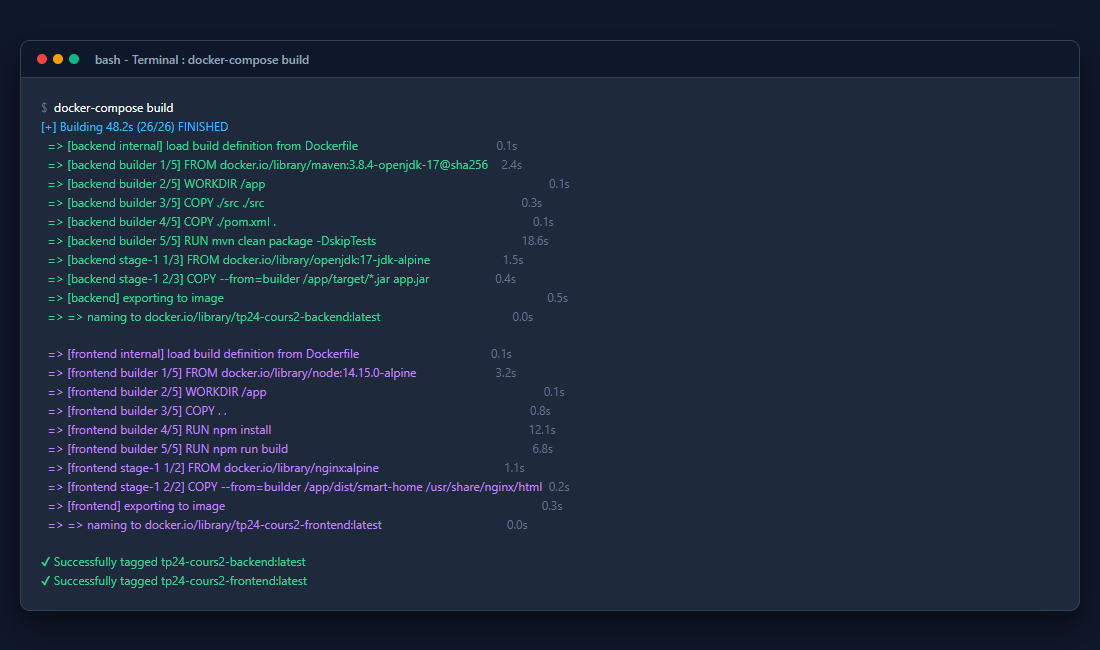 bash - Terminal : docker-compose build
$ docker-compose build
[+] Building 48.2s (26/26) FINISHED
=> [backend internal] load build definition from Dockerfile 0.1s
=> [backend builder 1/5] FROM docker.io/library/maven:3.8.4-openjdk-17@sha256 2.4s
=> [backend builder 2/5] WORKDIR /app 0.1s
=> [backend builder 3/5] COPY ./src ./src 0.3s
=> [backend builder 4/5] COPY ./pom.xml . 0.1s
=> [backend builder 5/5] RUN mvn clean package -DskipTests 18.6s
=> [backend stage-1 1/3] FROM docker.io/library/openjdk:17-jdk-alpine 1.5s
=> [backend stage-1 2/3] COPY --from=builder /app/target/*.jar app.jar 0.4s
=> [backend] exporting to image 0.5s
=> => naming to docker.io/library/tp24-cours2-backend:latest 0.0s
=> [frontend internal] load build definition from Dockerfile 0.1s
=> [frontend builder 1/5] FROM docker.io/library/node:14.15.0-alpine 3.2s
=> [frontend builder 2/5] WORKDIR /app 0.1s
=> [frontend builder 3/5] COPY . . 0.8s
=> [frontend builder 4/5] RUN npm install 12.1s
=> [frontend builder 5/5] RUN npm run build 6.8s
=> [frontend stage-1 1/2] FROM docker.io/library/nginx:alpine 1.1s
=> [frontend stage-1 2/2] COPY --from=builder /app/dist/smart-home /usr/share/nginx/html 0.2s
=> [frontend] exporting to image 0.3s
=> => naming to docker.io/library/tp24-cours2-frontend:latest 0.0s
✓ Successfully tagged tp24-cours2-backend:latest
✓ Successfully tagged tp24-cours2-frontend:latest